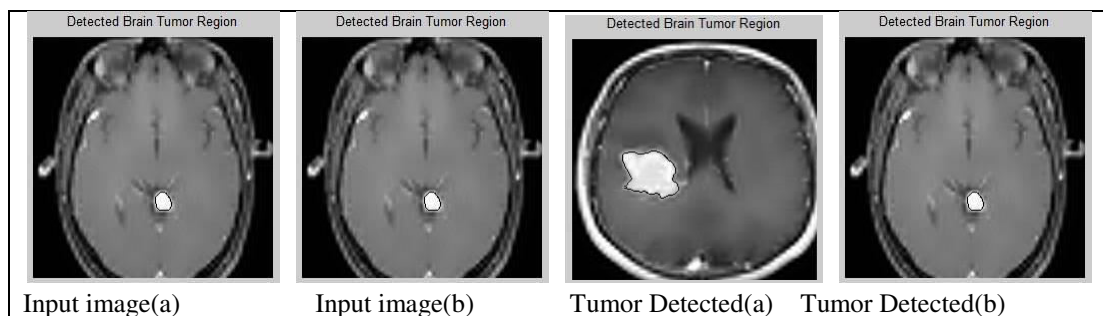 Detected Brain Tumor Region Detected Brain Tumor Region Detected Brain Tumor Region Detected Brain Tumor Region
Input image(a) Input image(b) Tumor Detected(a) Tumor Detected(b)